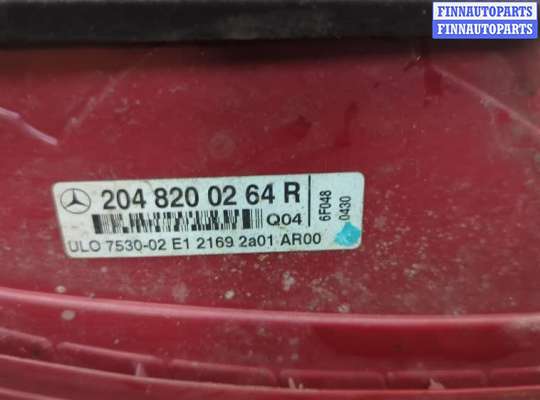 FINNAUTOPARTS
FINNAUTOPARTS
204 820 02 64 R
Q04
ULO 7530-02 E1 2169 2a01 AR00
6F048
0430